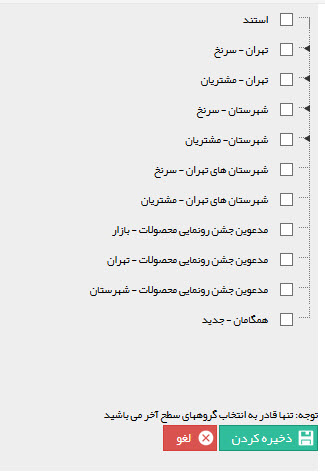 استند
تهران - سرنخ
تهران - مشتریان
شهرستان - سرنخ
شهرستان- مشتریان
شهرستان های تهران - سرنخ
شهرستان های تهران - مشتریان
مدعوین جشن رونمایی محصولات - بازار
مدعوین جشن رونمایی محصولات - تهران
مدعوین جشن رونمایی محصولات - شهرستان
همگامان - جدید
توجه: تنها قادر به انتخاب گروههای سطح آخر می باشید
ذخیره کردن لغو